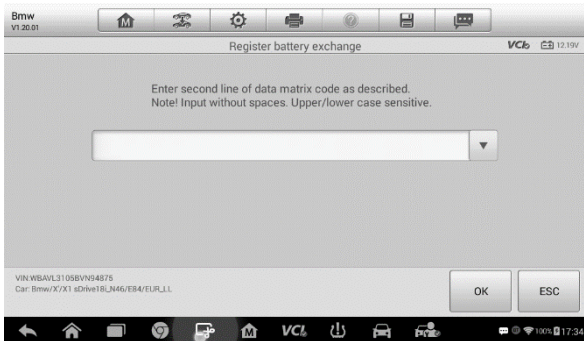 Bmw
V1.20.01
Register battery exchange
VCI 12.19V
Enter second line of data matrix code as described.
Note! Input without spaces. Upper/lower case sensitive.
VIN:WBAVL3105BVN94875
Car: Bmw/X'/X1 sDrive18i_N46/E84/EUR_LL
OK
ESC
VCI
100%
17:34